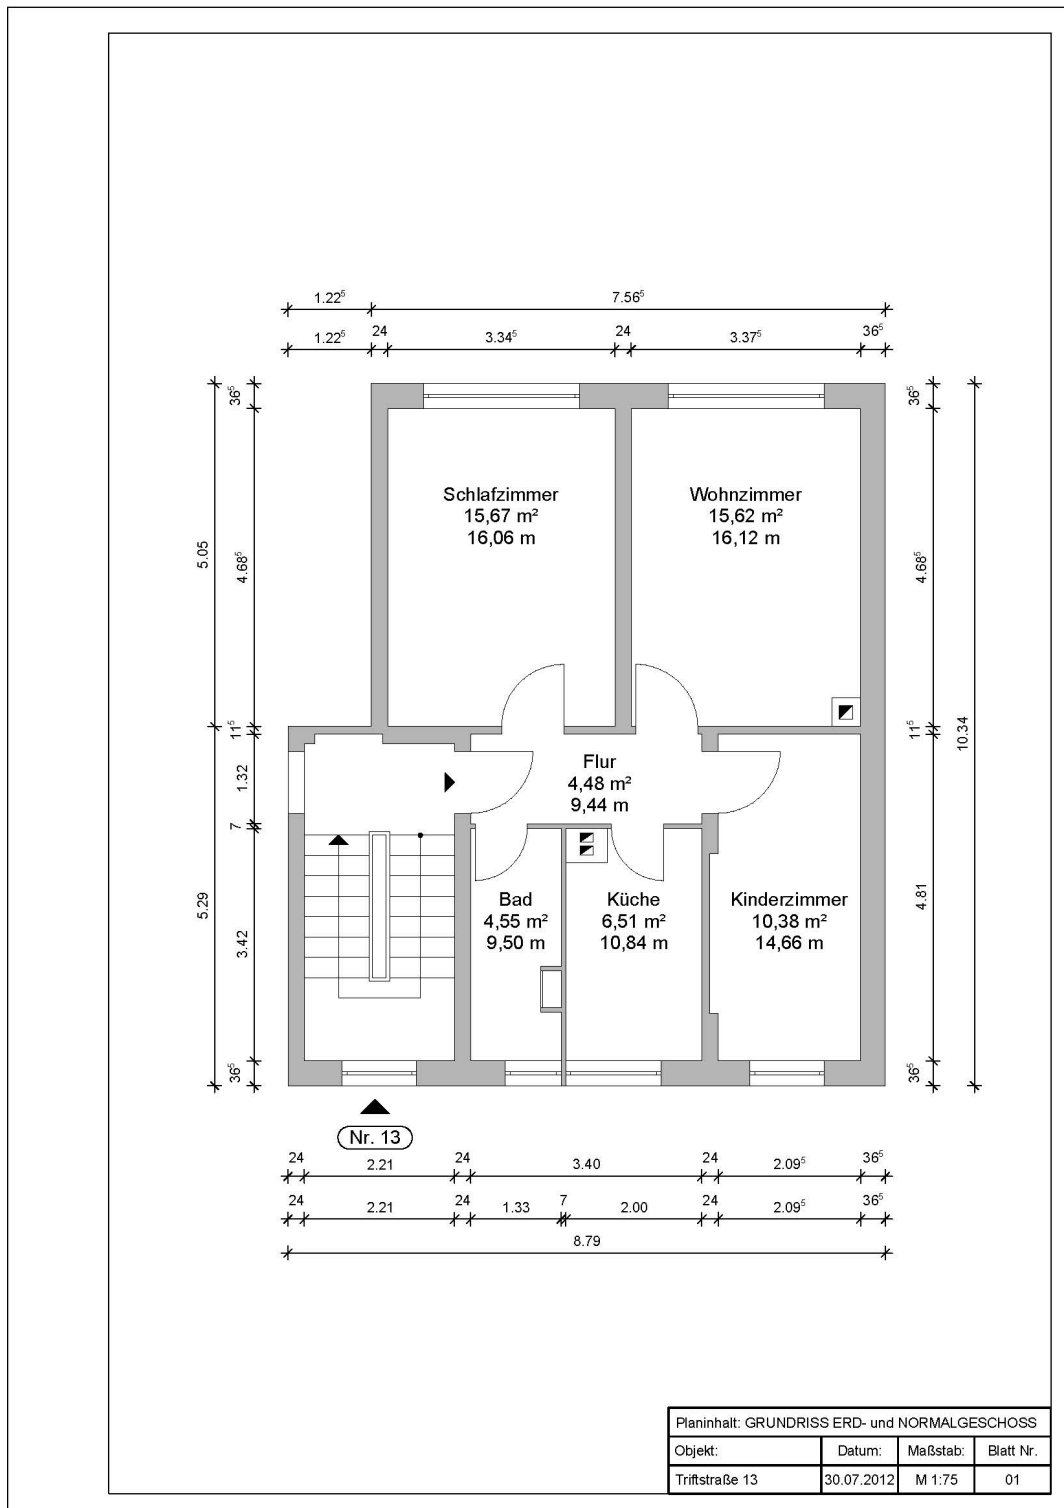 1.22⁵ 7.56⁵
1.22⁵ 24 3.34⁵ 24 3.37⁵ 36⁵
36⁵ 36⁵
Schlafzimmer
15,67 m²
16,06 m
Wohnzimmer
15,62 m²
16,12 m
5.05 4.68⁵ 4.68⁵
11⁵ 11⁵ 10.34
Flur
4,48 m²
9,44 m
1.32
7
Bad
4,55 m²
9,50 m
Küche
6,51 m²
10,84 m
Kinderzimmer
10,38 m²
14,66 m
5.29 3.42 4.81
36⁵ 36⁵
Nr. 13
24 2.21 24 3.40 24 2.09⁵ 36⁵
24 2.21 24 1.33 7 2.00 24 2.09⁵ 36⁵
8.79
Planinhalt: GRUNDRISS ERD- und NORMALGESCHOSS
Objekt: Datum: Maßstab: Blatt Nr.
Triftstraße 13 30.07.2012 M 1:75 01